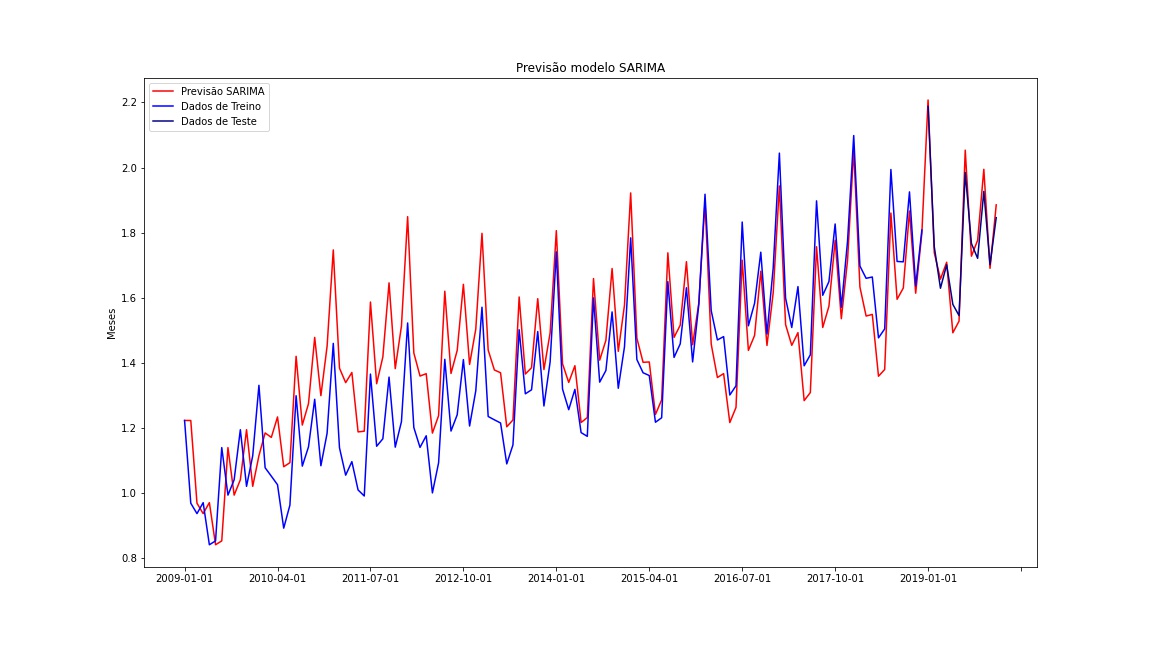 Previsão modelo SARIMA
Previsão SARIMA
Dados de Treino
Dados de Teste
2.2
2.0
1.8
1.6
1.4
1.2
1.0
0.8
Meses
2009-01-01 2010-04-01 2011-07-01 2012-10-01 2014-01-01 2015-04-01 2016-07-01 2017-10-01 2019-01-01